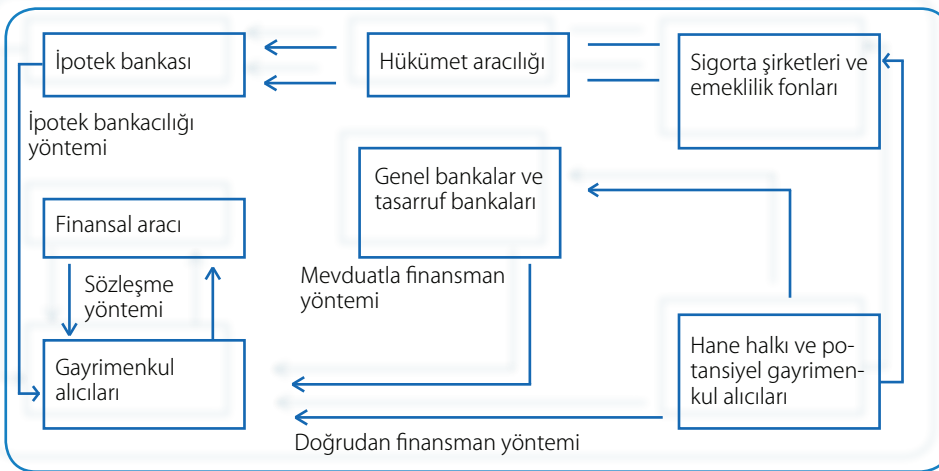 İpotek bankası
Hükümet aracılığı
Sigorta şirketleri ve
emeklilik fonları
İpotek bankacılığı
yöntemi
Genel bankalar ve
tasarruf bankaları
Finansal aracı
Sözleşme
yöntemi
Mevduatla finansman
yöntemi
Gayrimenkul
alıcıları
Hane halkı ve po-
tansiyel gayrimen-
kul alıcıları
Doğrudan finansman yöntemi